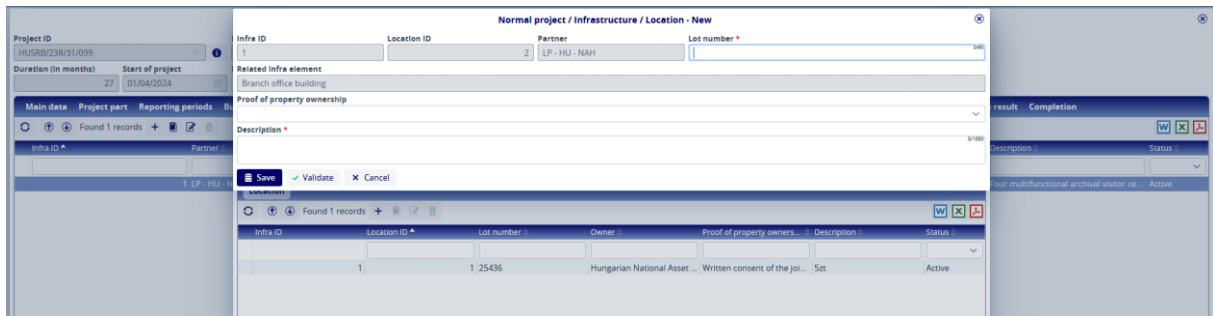 Normal project / Infrastructure / Location - New
Project ID
Infra ID
Location ID
Partner
Lot number *
HUSRB/23R/31/099
1
2
LP - HU - NAH
0/60
Duration (in months)
Start of project
Related infra element
27
01/04/2024
Branch office building
Proof of property ownership
Main data Project part Reporting periods
result Completion
Found 1 records
Description *
0/1000
Infra ID
Partner
Description
Status
Save
Validate
Cancel
1 LP - HU - N
Four multifunctional archival visitor ce... Active
Location
Found 1 records
Infra ID
Location ID
Lot number
Owner
Proof of property owners...
Description
Status
1
1
25436
Hungarian National Asset ...
Written consent of the joi...
5zt
Active